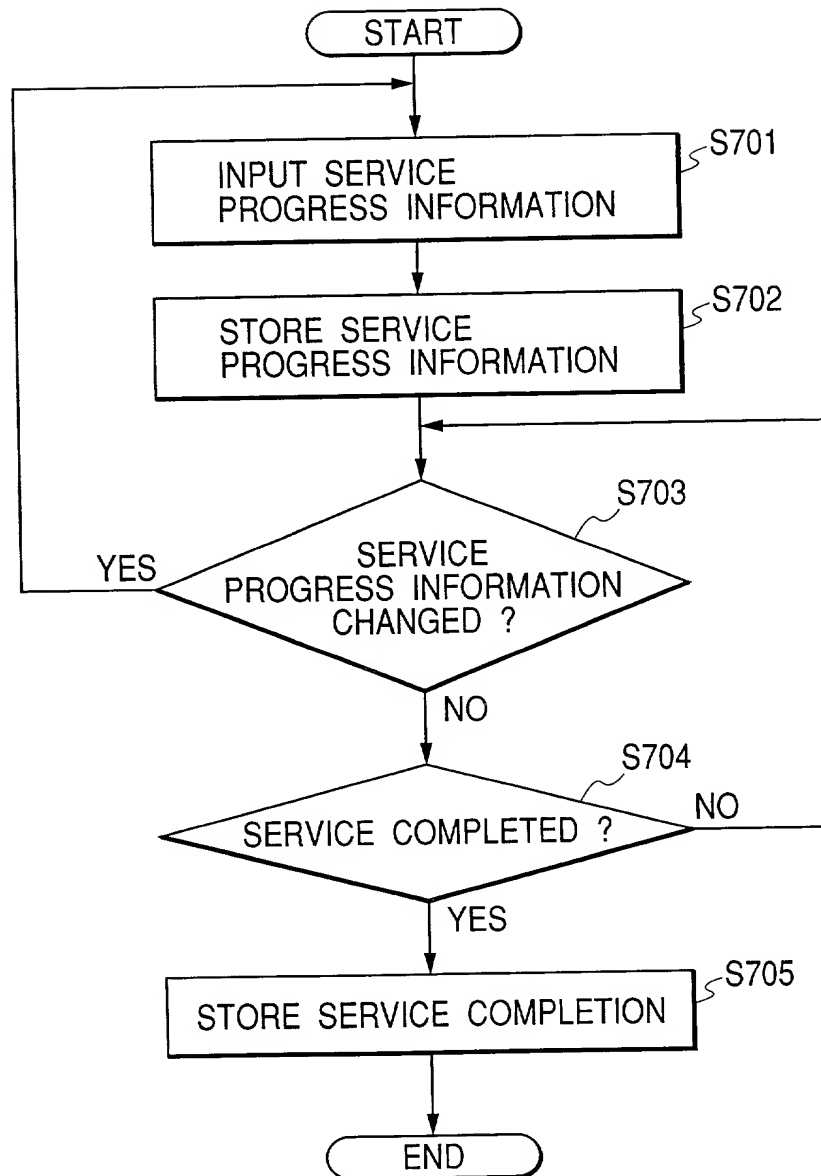 START
S701
INPUT SERVICE
PROGRESS INFORMATION
S702
STORE SERVICE
PROGRESS INFORMATION
S703
YES
SERVICE
PROGRESS INFORMATION
CHANGED ?
NO
S704
NO
SERVICE COMPLETED ?
YES
S705
STORE SERVICE COMPLETION
END